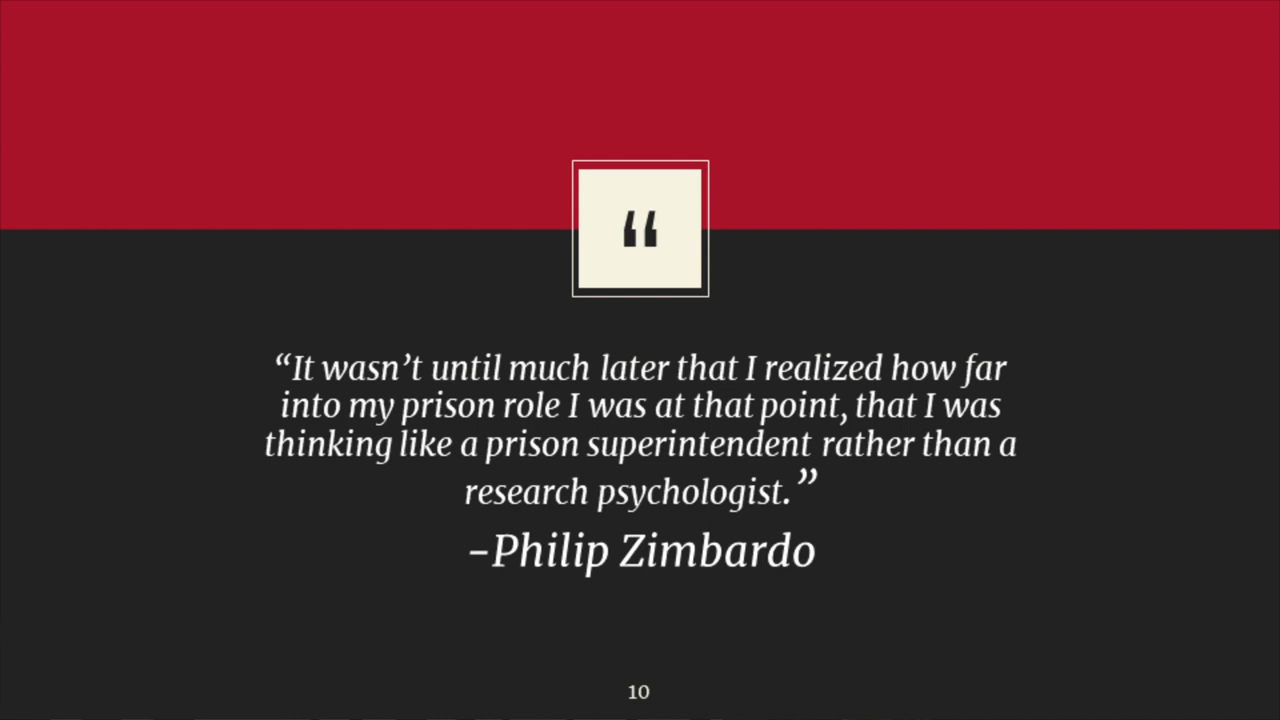 “
“It wasn’t until much later that I realized how far
into my prison role I was at that point, that I was
thinking like a prison superintendent rather than a
research psychologist.”
–Philip Zimbardo
10